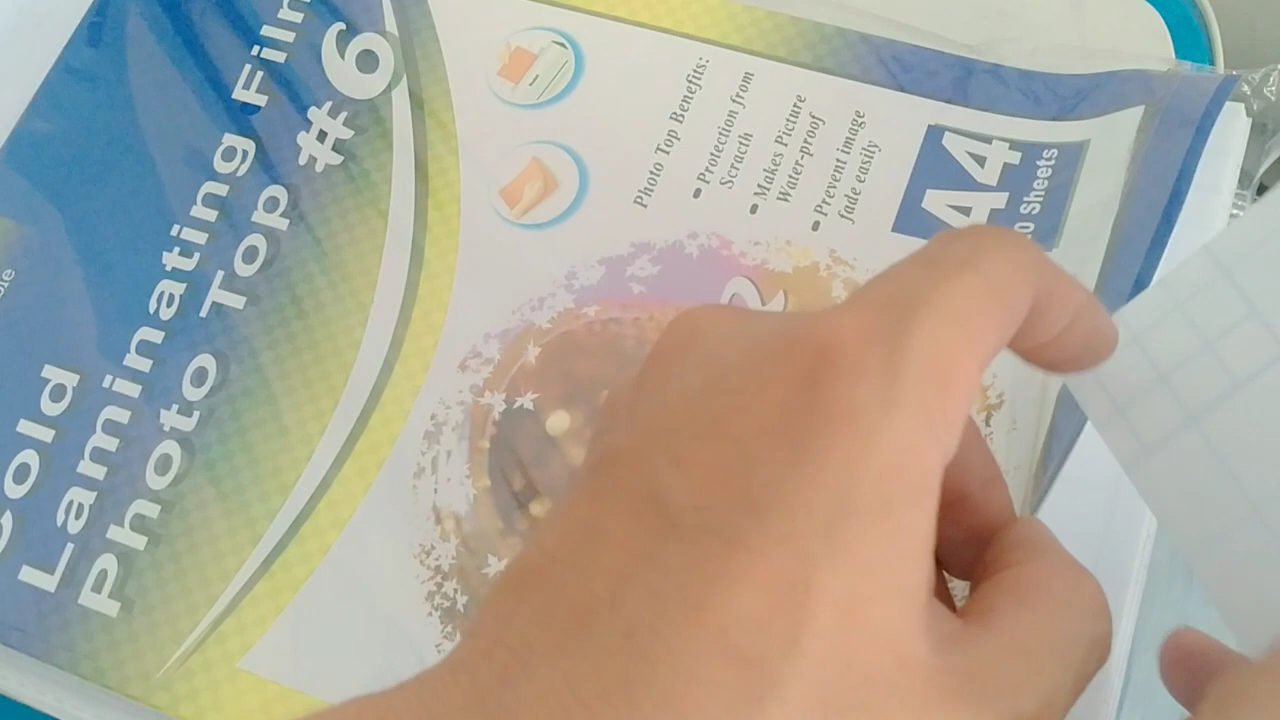 Cold
Laminating Film
Photo Top #6
Photo Top Benefits:
• Protection from
Scracth
• Makes Picture
Water-proof
• Prevent image
fade easily
A4
Sheets